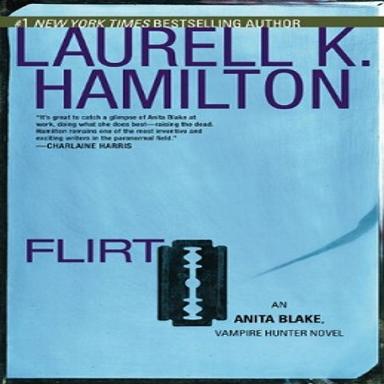 #1 NEW YORK TIMES BESTSELLING AUTHOR
LAURELL K.
HAMILTON
"It's great to catch a glimpse of Anita Blake at
work, doing what she does best—raising the dead.
Hamilton remains one of the most inventive and
exciting writers in the paranormal field."
—CHARLAINE HARRIS
FLIRT
AN
ANITA BLAKE,
VAMPIRE HUNTER NOVEL